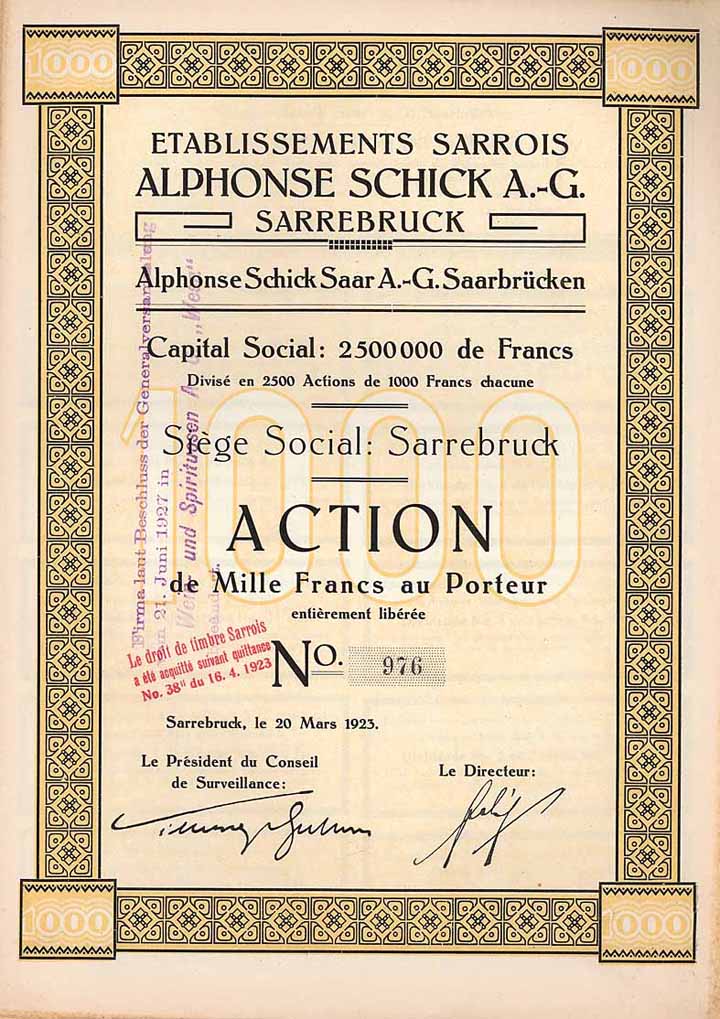 1000 1000
ETABLISSEMENTS SARROIS
ALPHONSE SCHICK A.-G.
SARREBRUCK
Alphonse Schick Saar A.-G. Saarbrücken
Capital Social: 2500000 de Francs
Divisé en 2500 Actions de 1000 Francs chacune
1000
Siège Social: Sarrebruck
ACTION
de Mille Francs au Porteur
entièrement libérée
No. 976
Firma laut Beschluss der Generalversammlung
21. Juni 1927 in
Wein und Spirituosen A. „West“
Le droit de timbre Sarrois
a été acquitté suivant quittance
No. 38" du 16. 4. 1923
Sarrebruck, le 20 Mars 1923.
Le Président du Conseil
de Surveillance:
Le Directeur:
1000 1000